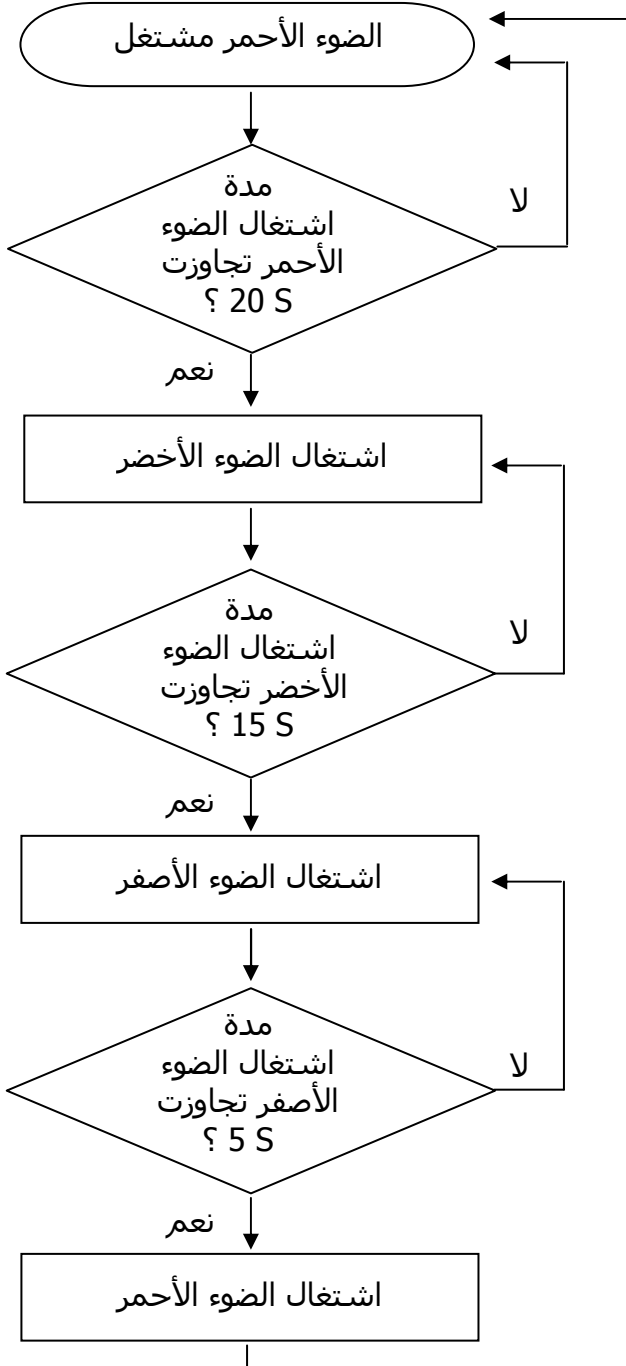 الضوء الأحمر مشتغل
مدة
اشتغال الضوء
الأحمر تجاوزت
20 S ؟
لا
نعم
اشتغال الضوء الأخضر
مدة
اشتغال الضوء
الأخضر تجاوزت
15 S ؟
لا
نعم
اشتغال الضوء الأصفر
مدة
اشتغال الضوء
الأصفر تجاوزت
5 S ؟
لا
نعم
اشتغال الضوء الأحمر